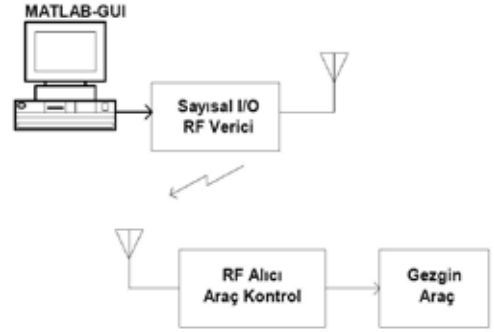 MATLAB-GUI
Sayısal I/O
RF Verici
RF Alıcı
Araç Kontrol
Gezgin
Araç